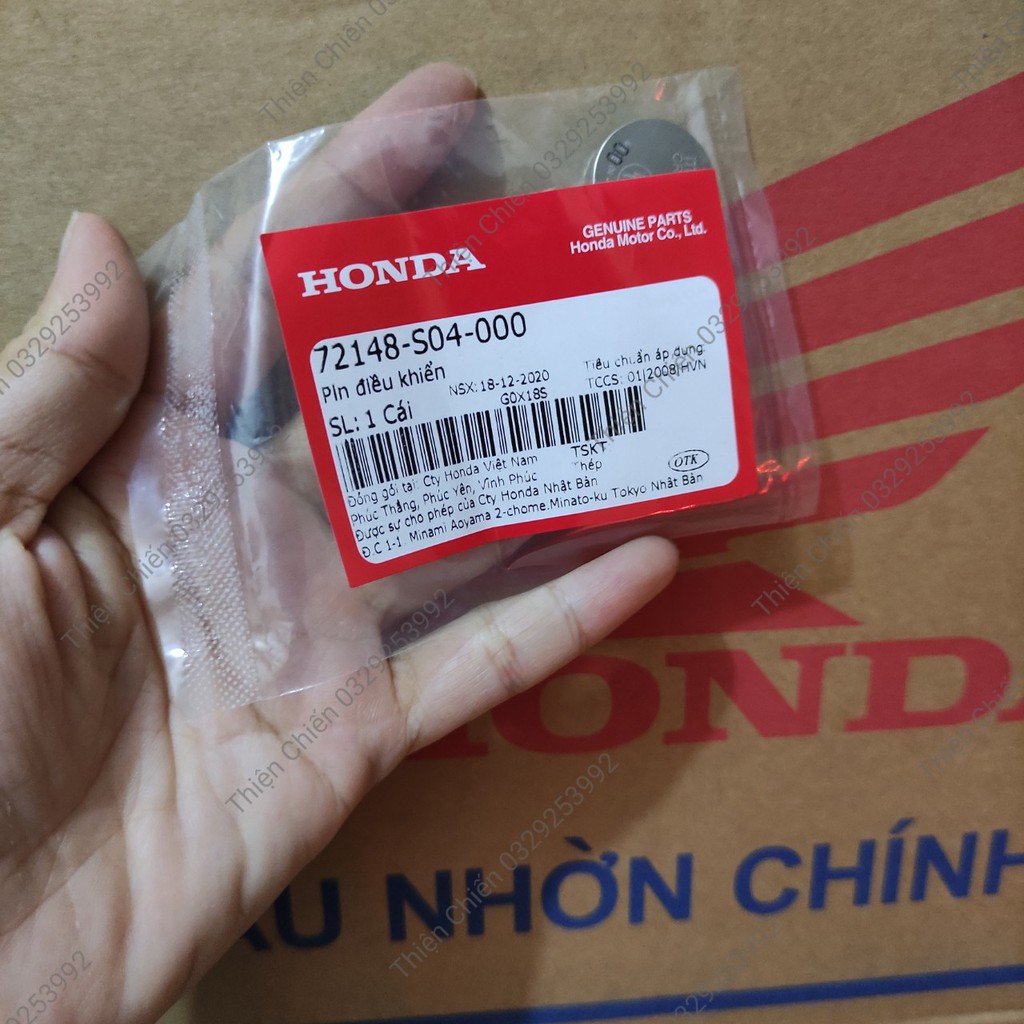 GENUINE PARTS
Honda Motor Co., Ltd.
HONDA
72148-S04-000
Pin điều khiển
NSX: 18-12-2020
Tiêu chuẩn áp dụng:
SL: 1 Cái
G0X18S
TCCS: 01|2008|HVN
Đóng gói tại: Cty Honda Việt Nam
TSKT
Phúc Thắng, Phúc Yên, Vĩnh Phúc
Thép
OTK
Được sự cho phép của Cty Honda Nhật Bản
Đ.C 1-1 Minami Aoyama 2-chome.Minato-ku Tokyo Nhật Bản
HONDA
NHỜN CHÍNH
Thiện Chiến 0329253992